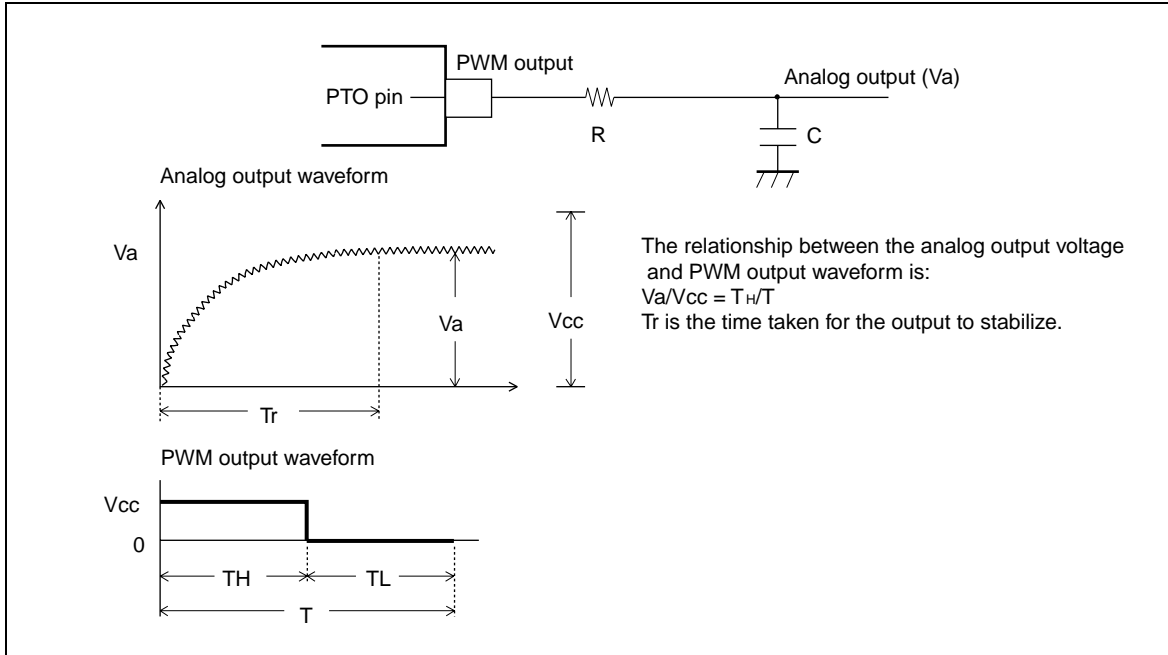 PWM output
PTO pin
Analog output (Va)
R
C
Analog output waveform
Va
Va
Vcc
Tr
The relationship between the analog output voltage
and PWM output waveform is:
Va/Vcc = TH/T
Tr is the time taken for the output to stabilize.
PWM output waveform
Vcc
0
TH
TL
T